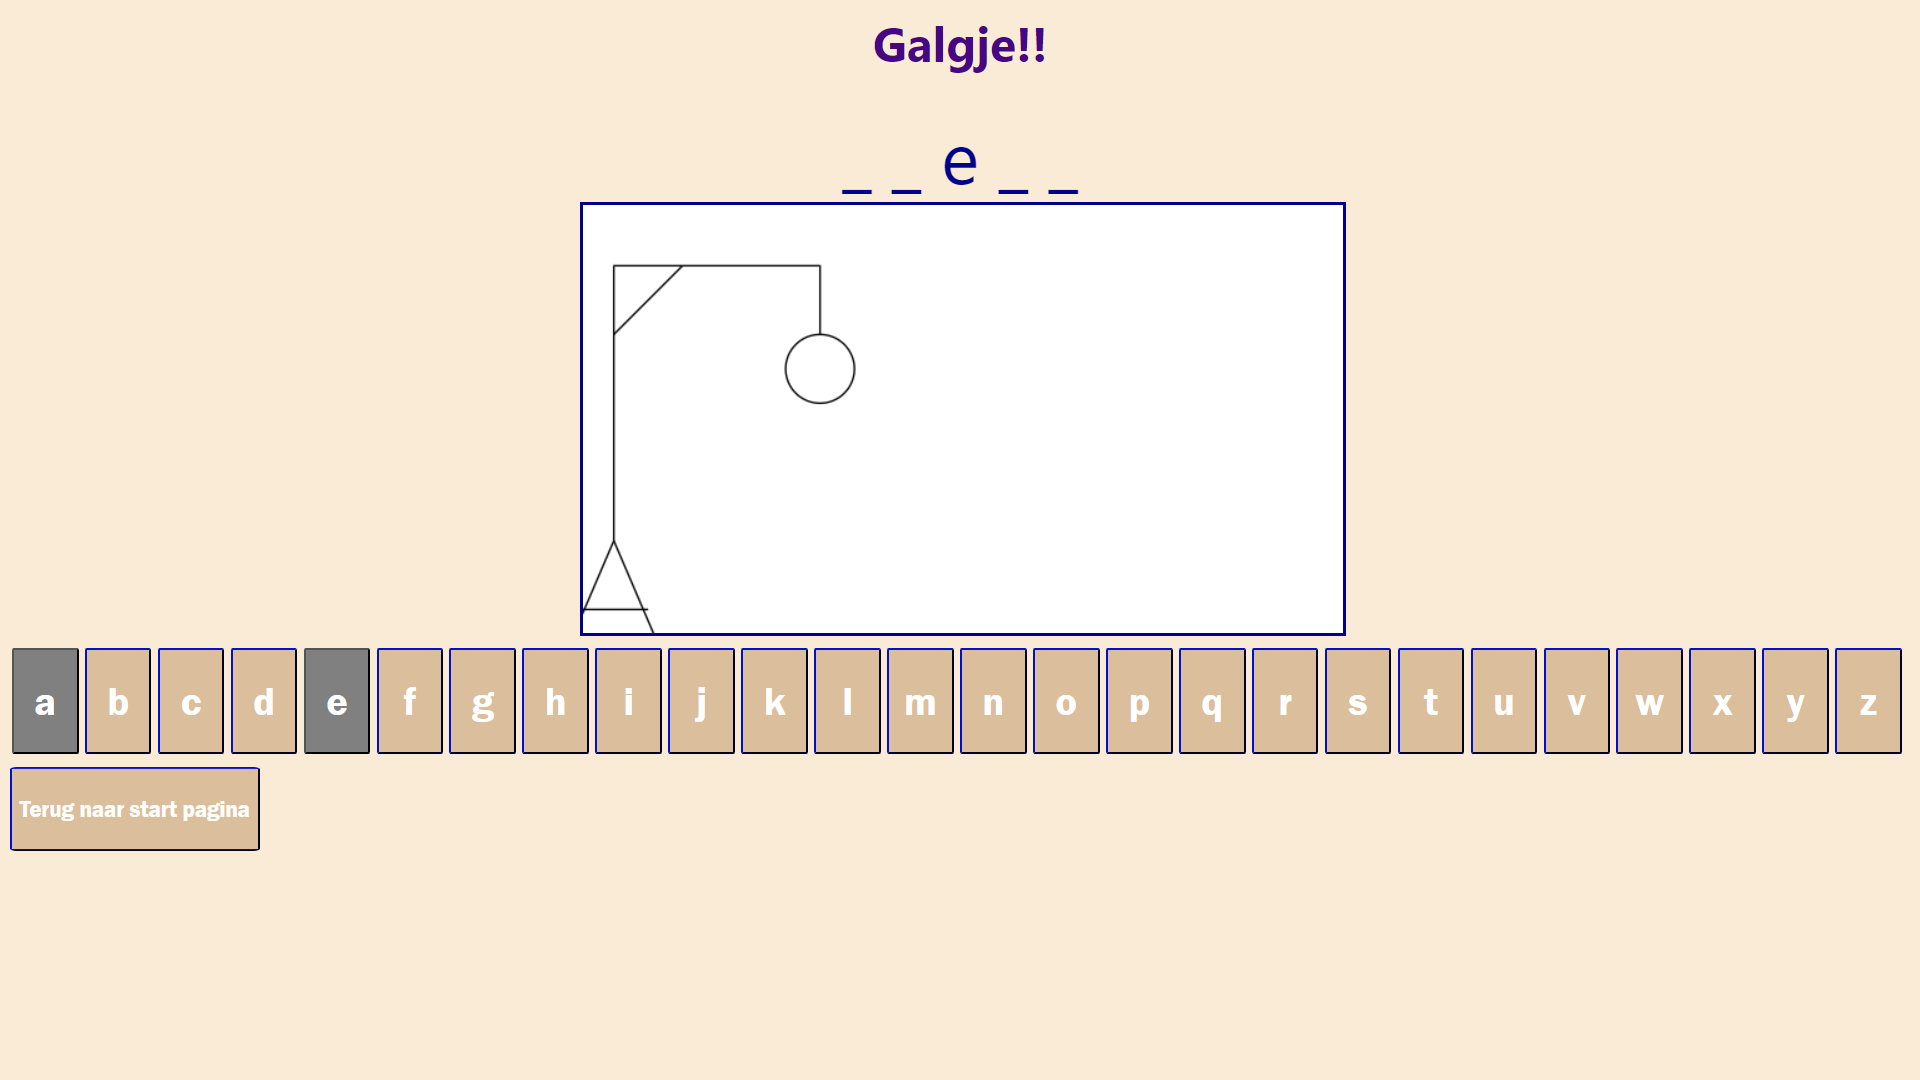 Galgje!!
_ _ e _ _
a b c d e f g h i j k l m n o p q r s t u v w x y z
Terug naar start pagina